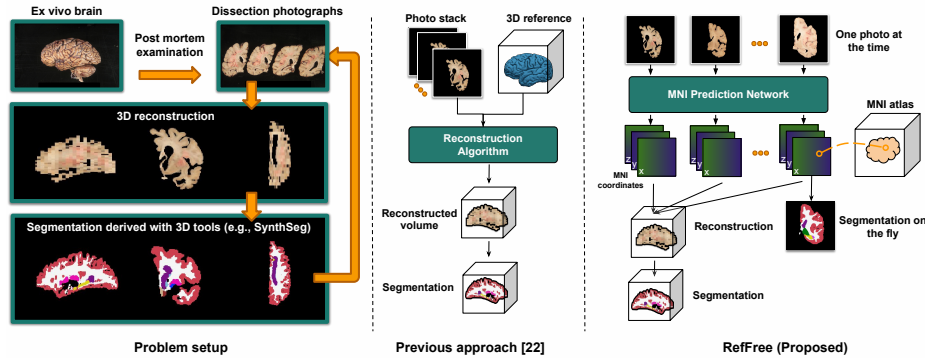 Ex vivo brain
Dissection photographs
Post mortem
examination
3D reconstruction
Segmentation derived with 3D tools (e.g., SynthSeg)
Problem setup
Photo stack
3D reference
Reconstruction
Algorithm
Reconstructed
volume
Segmentation
Previous approach [22]
One photo at
the time
MNI Prediction Network
MNI atlas
z y x
z y x
MNI
coordinates
Reconstruction
Segmentation on
the fly
Segmentation
RefFree (Proposed)